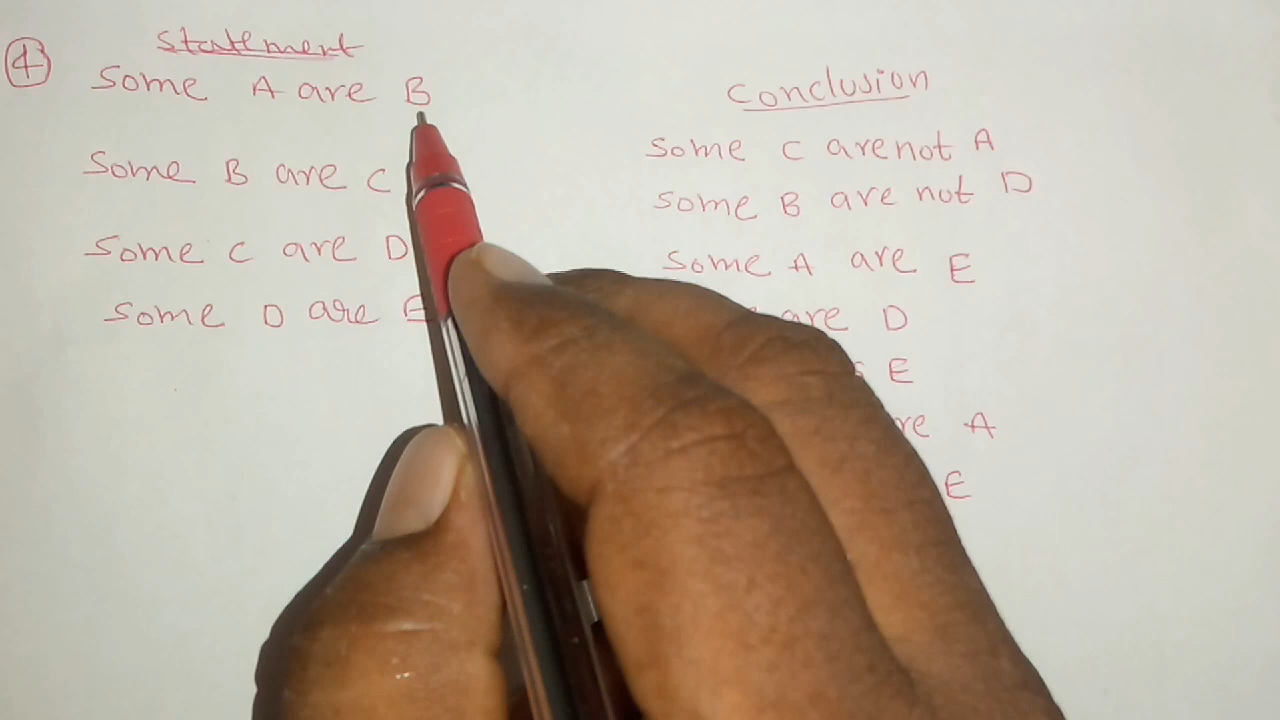 ④ Statement
Some A are B
Some B are C
Some C are D
Some D are E
Conclusion
Some C are not A
Some B are not D
Some A are E
are D
E
A
E